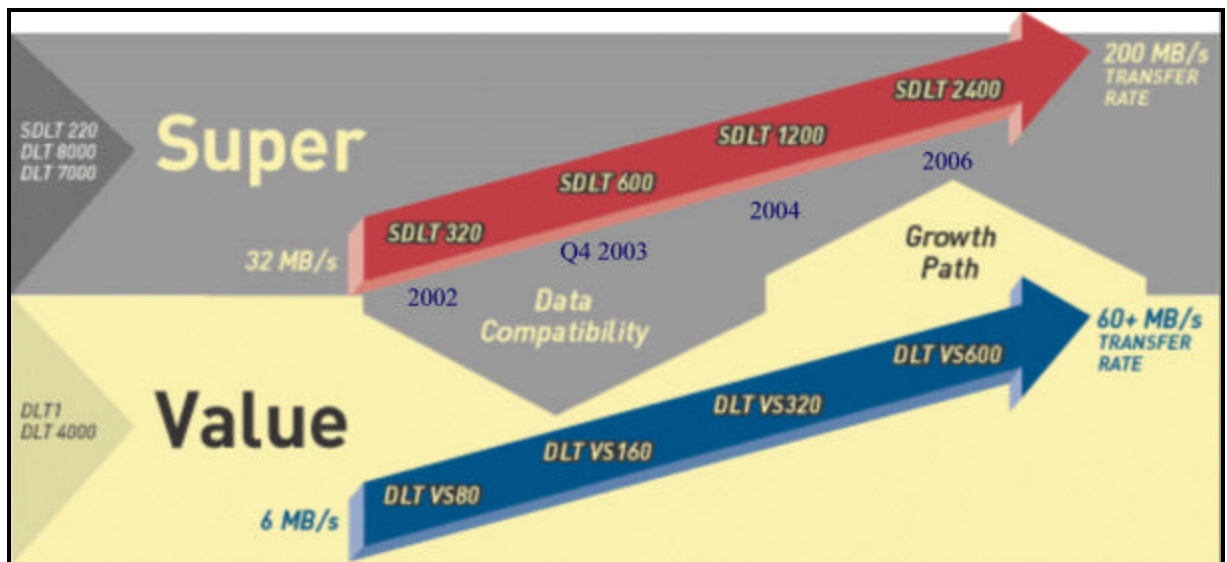 SDLT 220
DLT 8000
DLT 7000
Super
32 MB/s
SDLT 320
SDLT 600
SDLT 1200
SDLT 2400
200 MB/s
TRANSFER
RATE
2002
Q4 2003
2004
2006
Data
Compatibility
Growth
Path
DLT1
DLT 4000
Value
6 MB/s
DLT VS80
DLT VS160
DLT VS320
DLT VS600
60+ MB/s
TRANSFER
RATE